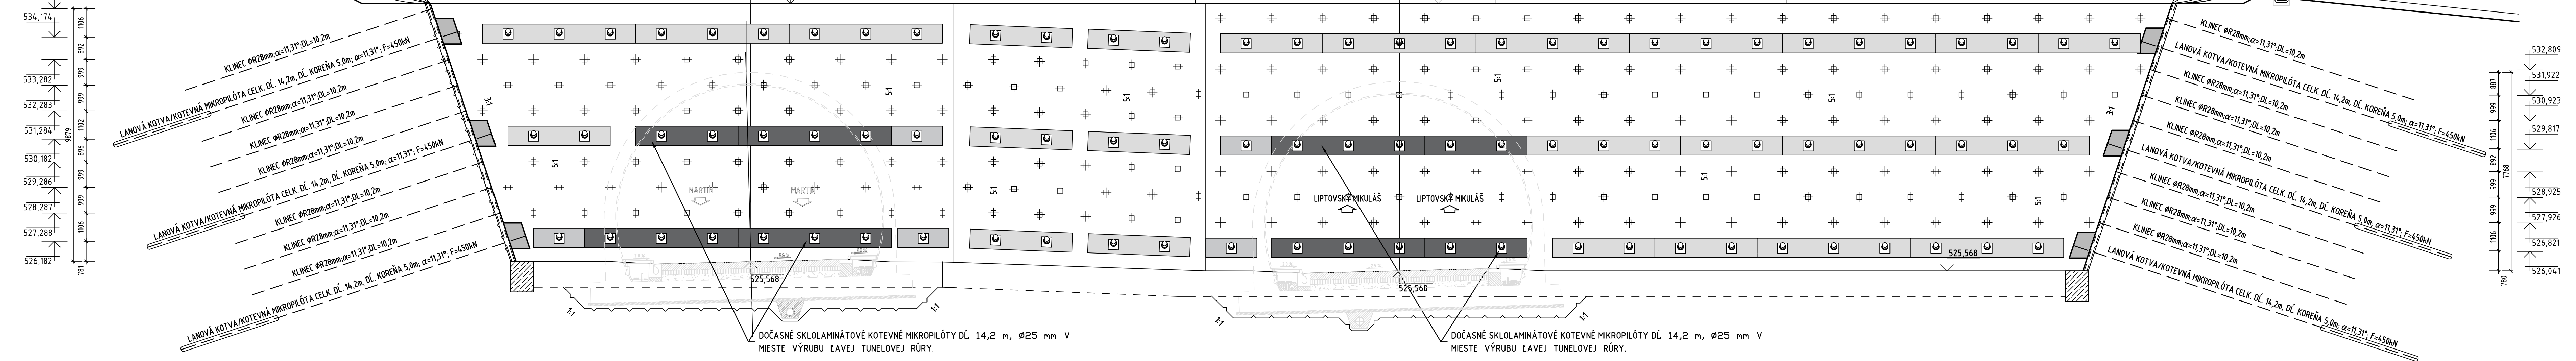 534,174
533,282
532,283
531,284
530,182
529,286
528,287
527,288
526,182
7879
1106
892
999
999
1102
896
999
999
1106
781
KLINEC ØR28mm;α=11,31°,DL=10,2m
LANOVÁ KOTVA/KOTEVNÁ MIKROPILÓTA CELK. DĹ. 14,2m, DĹ. KOREŇA 5,0m; α=11,31°; F=450kN
KLINEC ØR28mm;α=11,31°,DL=10,2m
KLINEC ØR28mm;α=11,31°,DL=10,2m
KLINEC ØR28mm;α=11,31°,DL=10,2m
LANOVÁ KOTVA/KOTEVNÁ MIKROPILÓTA CELK. DĹ. 14,2m, DĹ. KOREŇA 5,0m; α=11,31°; F=450kN
KLINEC ØR28mm;α=11,31°,DL=10,2m
KLINEC ØR28mm;α=11,31°,DL=10,2m
KLINEC ØR28mm;α=11,31°,DL=10,2m
LANOVÁ KOTVA/KOTEVNÁ MIKROPILÓTA CELK. DĹ. 14,2m, DĹ. KOREŇA 5,0m; α=11,31°; F=450kN
3:1
5:1
5:1
5:1
5:1
MARTIN
MARTIN
525,568
1:1
1:1
DOČASNÉ SKLOLAMINÁTOVÉ KOTEVNÉ MIKROPILÓTY DĹ. 14,2 m, Ø25 mm V
MIESTE VÝRUBU ĽAVEJ TUNELOVEJ RÚRY.
5:1
5:1
5:1
5:1
LIPTOVSKÝ MIKULÁŠ
LIPTOVSKÝ MIKULÁŠ
525,568
525,568
1:1
1:1
DOČASNÉ SKLOLAMINÁTOVÉ KOTEVNÉ MIKROPILÓTY DĹ. 14,2 m, Ø25 mm V
MIESTE VÝRUBU ĽAVEJ TUNELOVEJ RÚRY.
3:1
KLINEC ØR28mm;α=11,31°,DL=10,2m
LANOVÁ KOTVA/KOTEVNÁ MIKROPILÓTA CELK. DĹ. 14,2m, DĹ. KOREŇA 5,0m; α=11,31°; F=450kN
KLINEC ØR28mm;α=11,31°,DL=10,2m
KLINEC ØR28mm;α=11,31°,DL=10,2m
KLINEC ØR28mm;α=11,31°,DL=10,2m
LANOVÁ KOTVA/KOTEVNÁ MIKROPILÓTA CELK. DĹ. 14,2m, DĹ. KOREŇA 5,0m; α=11,31°; F=450kN
KLINEC ØR28mm;α=11,31°,DL=10,2m
KLINEC ØR28mm;α=11,31°,DL=10,2m
KLINEC ØR28mm;α=11,31°,DL=10,2m
LANOVÁ KOTVA/KOTEVNÁ MIKROPILÓTA CELK. DĹ. 14,2m, DĹ. KOREŇA 5,0m; α=11,31°; F=450kN
887
999
1106
892
999
999
1106
780
7768
532,809
531,922
530,923
529,817
528,925
527,926
526,821
526,041